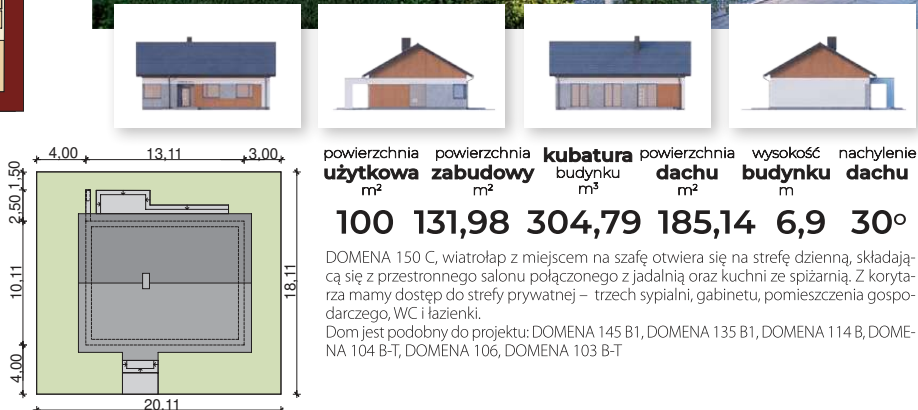 4,00 13,11 3,00
1,50
2,50
10,11
4,00
18,11
20,11
powierzchnia
użytkowa
m²
100
powierzchnia
zabudowy
m²
131,98
kubatura
budynku
m³
304,79
powierzchnia
dachu
m²
185,14
wysokość
budynku
m
6,9
nachylenie
dachu
30°
DOMENA 150 C, wiatrołap z miejscem na szafę otwiera się na strefę dzienną, składają-
cą się z przestronnego salonu połączonego z jadalnią oraz kuchni ze spiżarnią. Z koryta-
rza mamy dostęp do strefy prywatnej – trzech sypialni, gabinetu, pomieszczenia gospo-
darczego, WC i łazienki.
Dom jest podobny do projektu: DOMENA 145 B1, DOMENA 135 B1, DOMENA 114 B, DOME-
NA 104 B-T, DOMENA 106, DOMENA 103 B-T